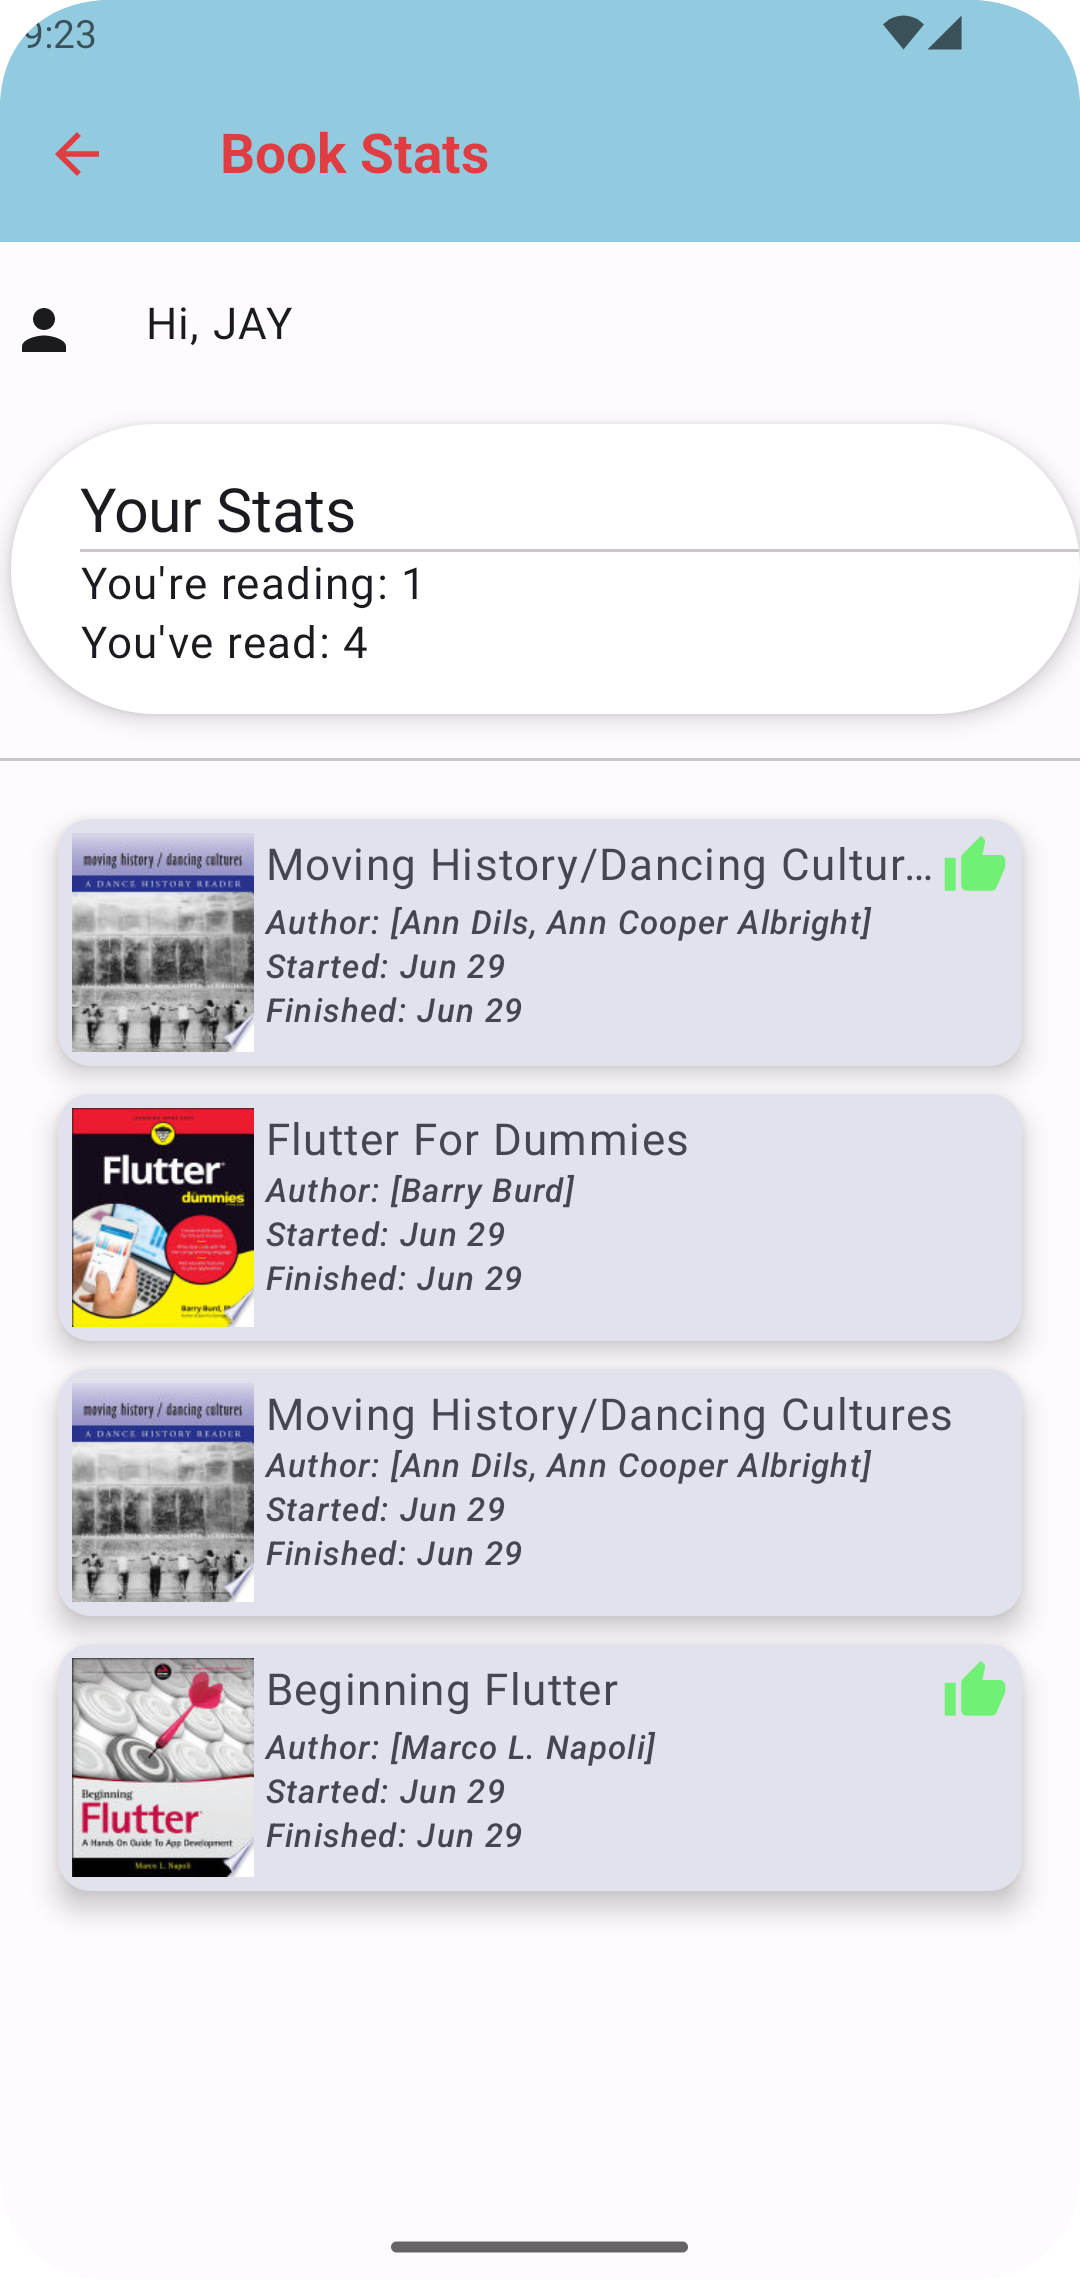 9:23
Book Stats
Hi, JAY
Your Stats
You're reading: 1
You've read: 4
moving history / dancing cultures
A DANCE HISTORY READER
Moving History/Dancing Cultur...
Author: [Ann Dils, Ann Cooper Albright]
Started: Jun 29
Finished: Jun 29
Flutter
dummies
Barry Burd,
Flutter For Dummies
Author: [Barry Burd]
Started: Jun 29
Finished: Jun 29
moving history / dancing cultures
A DANCE HISTORY READER
Moving History/Dancing Cultures
Author: [Ann Dils, Ann Cooper Albright]
Started: Jun 29
Finished: Jun 29
Beginning
Flutter
A Hands On Guide To App Development
Marco L. Napoli
Beginning Flutter
Author: [Marco L. Napoli]
Started: Jun 29
Finished: Jun 29